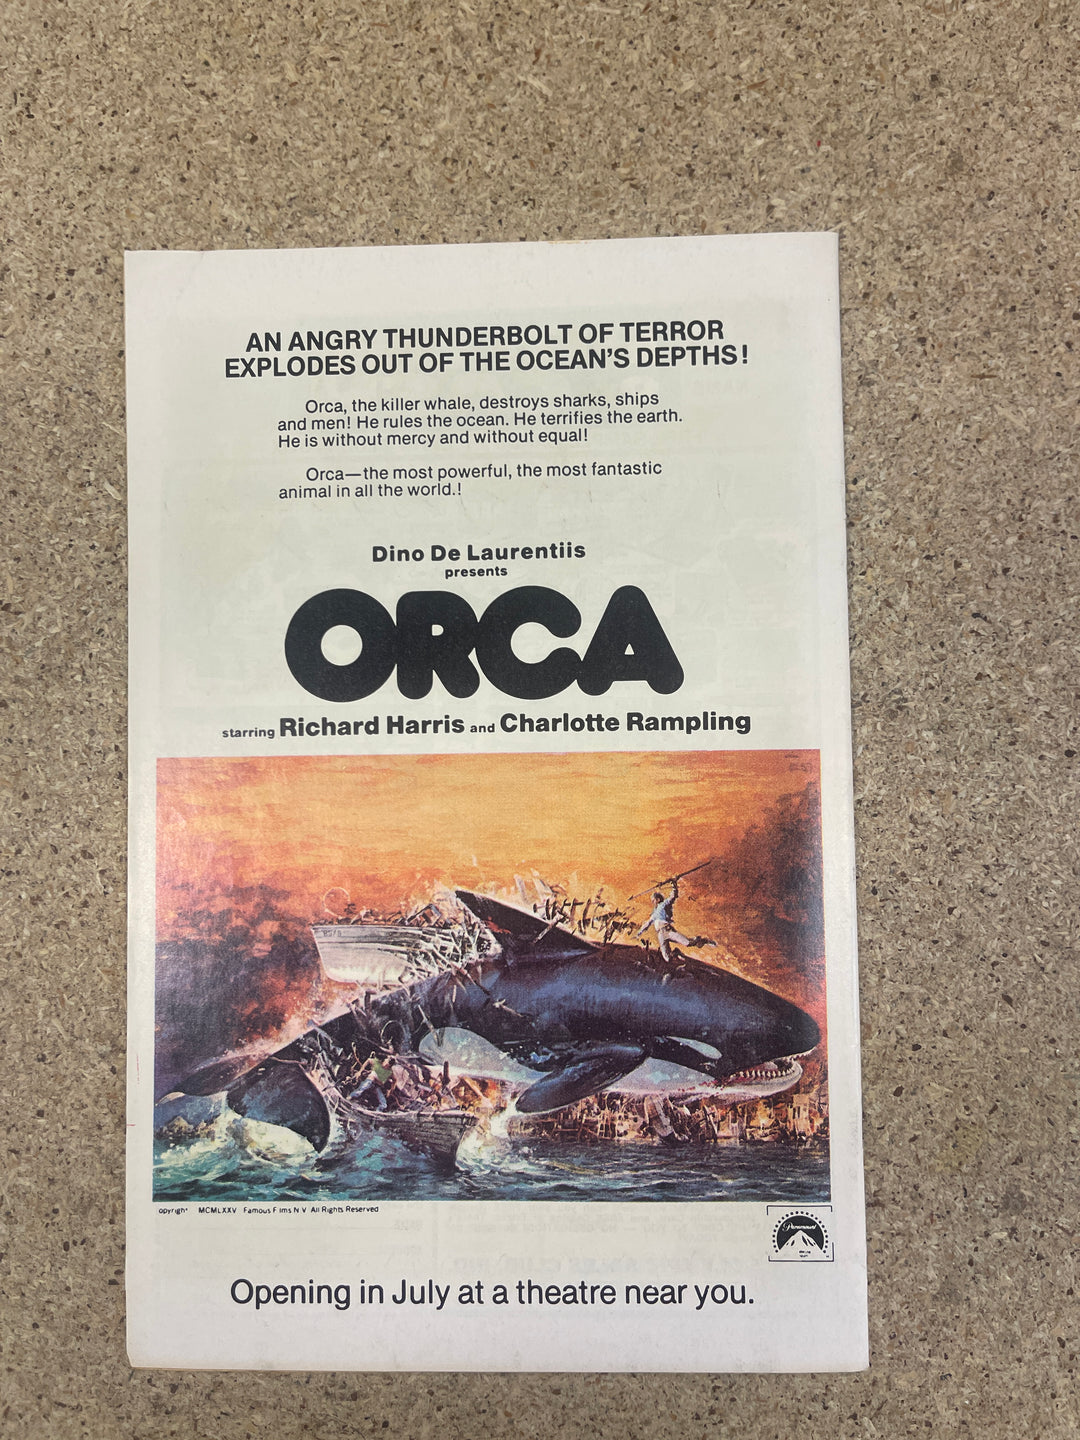 AN ANGRY THUNDERBOLT OF TERROR
EXPLODES OUT OF THE OCEAN'S DEPTHS!
Orca, the killer whale, destroys sharks, ships
and men! He rules the ocean. He terrifies the earth.
He is without mercy and without equal!
Orca—the most powerful, the most fantastic
animal in all the world.!
Dino De Laurentiis
presents
ORCA
starring Richard Harris and Charlotte Rampling
opyrigh' MCMLXXV Famous F lms N V All Rights Reserved
Paramount
Opening in July at a theatre near you.